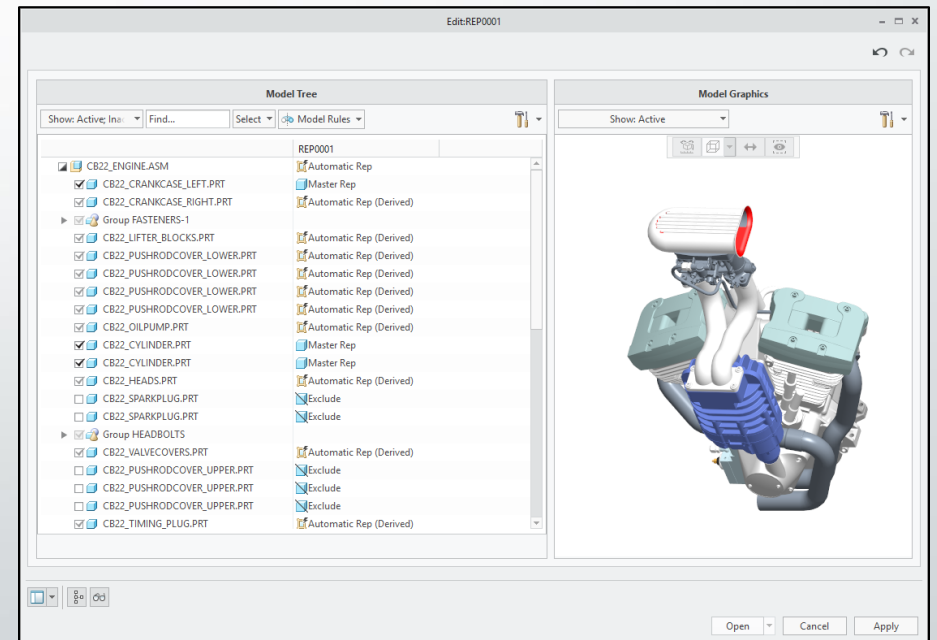 Edit:REP0001
Model Tree
Model Graphics
Show: Active; Ina
Find...
Select
Model Rules
Show: Active
REP0001
CB22_ENGINE.ASM Automatic Rep
CB22_CRANKCASE_LEFT.PRT Master Rep
CB22_CRANKCASE_RIGHT.PRT Automatic Rep (Derived)
Group FASTENERS-1
CB22_LIFTER_BLOCKS.PRT Automatic Rep (Derived)
CB22_PUSHRODCOVER_LOWER.PRT Automatic Rep (Derived)
CB22_PUSHRODCOVER_LOWER.PRT Automatic Rep (Derived)
CB22_PUSHRODCOVER_LOWER.PRT Automatic Rep (Derived)
CB22_PUSHRODCOVER_LOWER.PRT Automatic Rep (Derived)
CB22_OILPUMP.PRT Automatic Rep (Derived)
CB22_CYLINDER.PRT Master Rep
CB22_CYLINDER.PRT Master Rep
CB22_HEADS.PRT Automatic Rep (Derived)
CB22_SPARKPLUG.PRT Exclude
CB22_SPARKPLUG.PRT Exclude
Group HEADBOLTS
CB22_VALVECOVERS.PRT Automatic Rep (Derived)
CB22_PUSHRODCOVER_UPPER.PRT Exclude
CB22_PUSHRODCOVER_UPPER.PRT Exclude
CB22_PUSHRODCOVER_UPPER.PRT Exclude
CB22_TIMING_PLUG.PRT Automatic Rep (Derived)
Open
Cancel
Apply